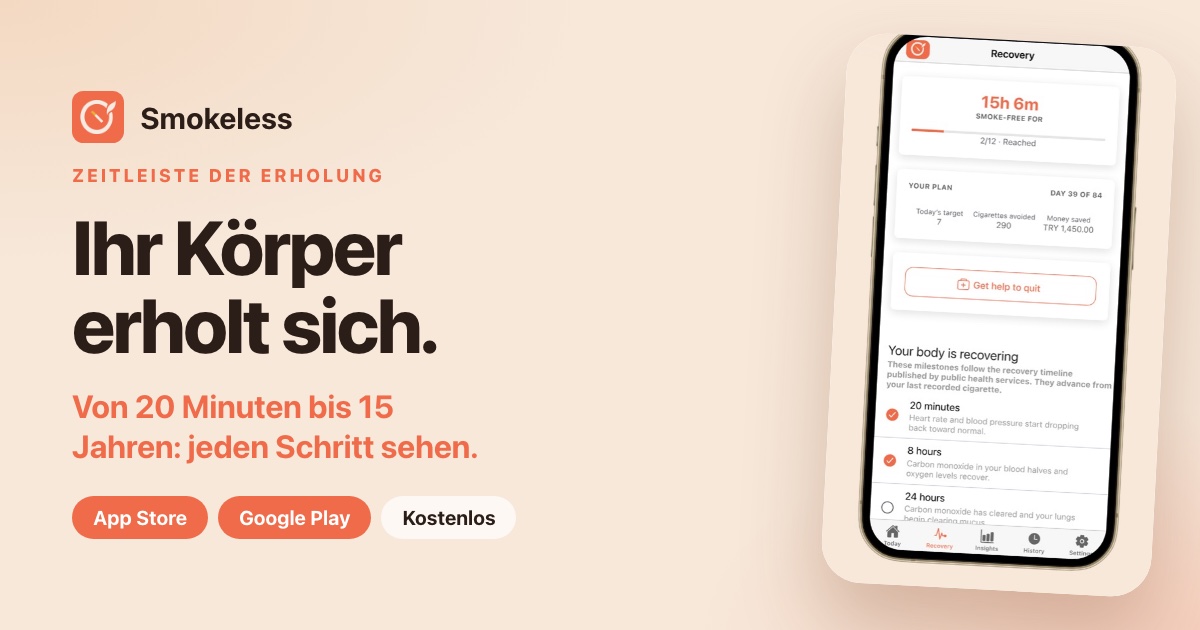 Smokeless
ZEITLEISTE DER ERHOLUNG
Ihr Körper
erholt sich.
Von 20 Minuten bis 15
Jahren: jeden Schritt sehen.
App Store
Google Play
Kostenlos
Recovery
15h 6m
SMOKE-FREE FOR
2/12 · Reached
YOUR PLAN
DAY 39 OF 84
Today's target
7
Cigarettes avoided
290
Money saved
TRY 1,450.00
Get help to quit
Your body is recovering
These milestones follow the recovery timeline
published by public health services. They advance from
your last recorded cigarette.
20 minutes
Heart rate and blood pressure start dropping
back toward normal.
8 hours
Carbon monoxide in your blood halves and
oxygen levels recover.
24 hours
Carbon monoxide has cleared and your lungs
begin clearing mucus.
Today
Recovery
Insights
History
Settings